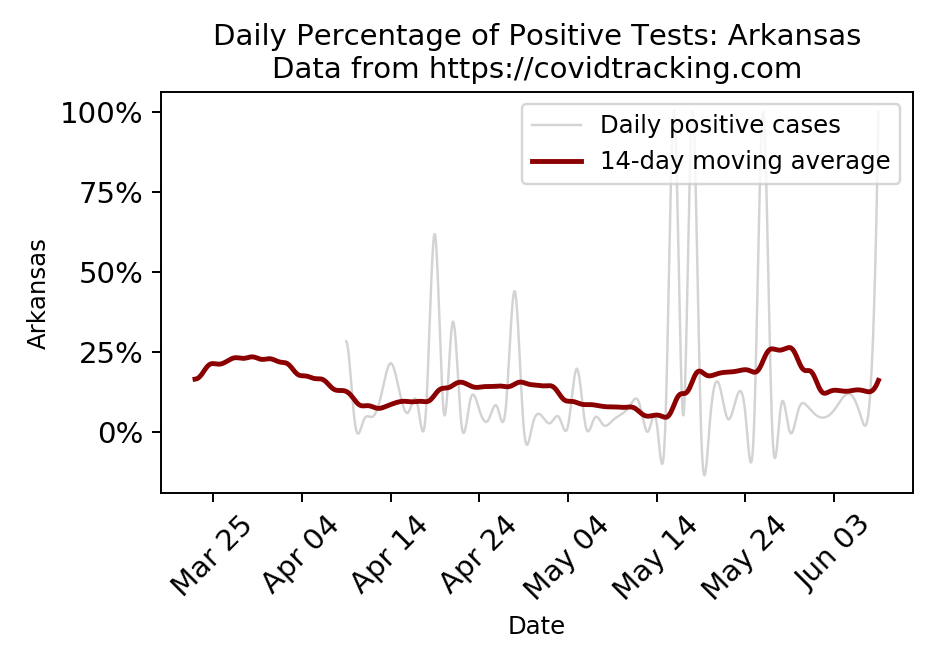 Daily Percentage of Positive Tests: Arkansas
Data from https://covidtracking.com
Daily positive cases
14-day moving average
100%
75%
50%
25%
0%
Arkansas
Mar 25
Apr 04
Apr 14
Apr 24
May 04
May 14
May 24
Jun 03
Date